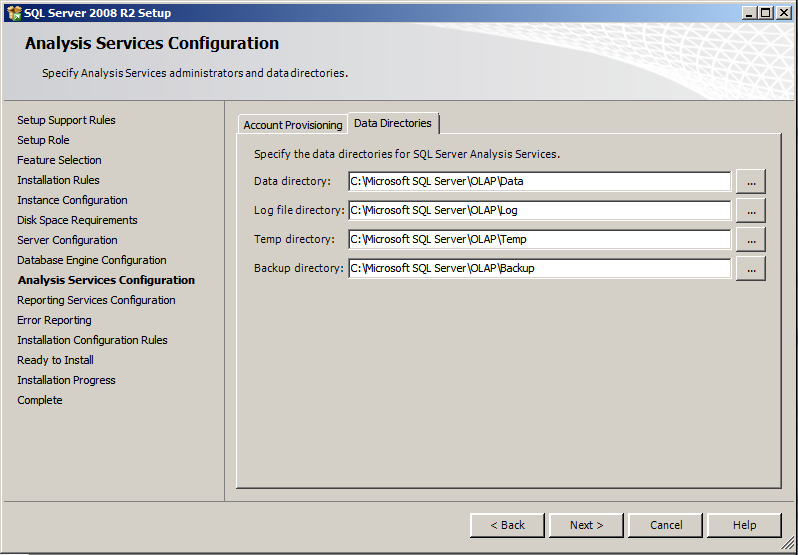 SQL Server 2008 R2 Setup
Analysis Services Configuration
Specify Analysis Services administrators and data directories.
Setup Support Rules
Setup Role
Feature Selection
Installation Rules
Instance Configuration
Disk Space Requirements
Server Configuration
Database Engine Configuration
Analysis Services Configuration
Reporting Services Configuration
Error Reporting
Installation Configuration Rules
Ready to Install
Installation Progress
Complete
Account Provisioning Data Directories
Specify the data directories for SQL Server Analysis Services.
Data directory: C:\Microsoft SQL Server\OLAP\Data ...
Log file directory: C:\Microsoft SQL Server\OLAP\Log ...
Temp directory: C:\Microsoft SQL Server\OLAP\Temp ...
Backup directory: C:\Microsoft SQL Server\OLAP\Backup ...
< Back Next > Cancel Help